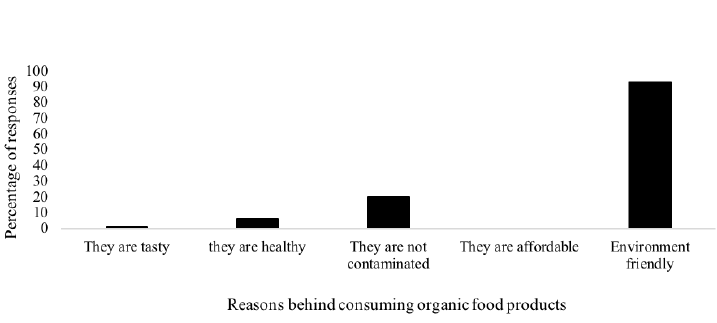 Percentage of responses
100
90
80
70
60
50
40
30
20
10
0
They are tasty
they are healthy
They are not
contaminated
They are affordable
Environment
friendly
Reasons behind consuming organic food products